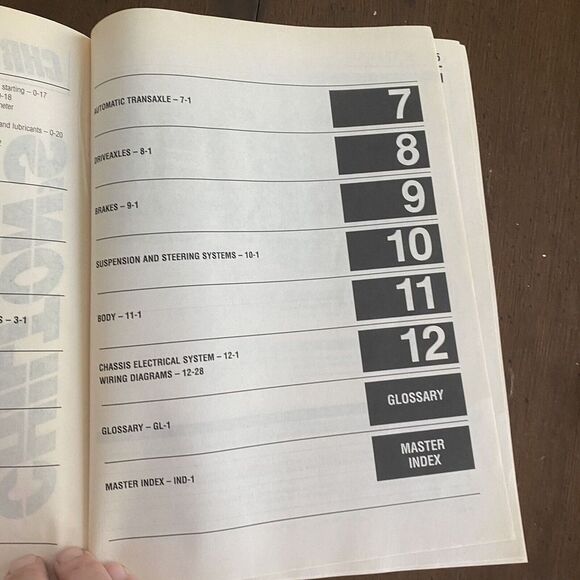 starting – 0-17
and lubricants – 0-20
S – 3-1
AUTOMATIC TRANSAXLE – 7-1
7
DRIVEAXLES – 8-1
8
BRAKES – 9-1
9
SUSPENSION AND STEERING SYSTEMS – 10-1
10
BODY – 11-1
11
CHASSIS ELECTRICAL SYSTEM – 12-1
WIRING DIAGRAMS – 12-28
12
GLOSSARY – GL-1
GLOSSARY
MASTER INDEX – IND-1
MASTER
INDEX